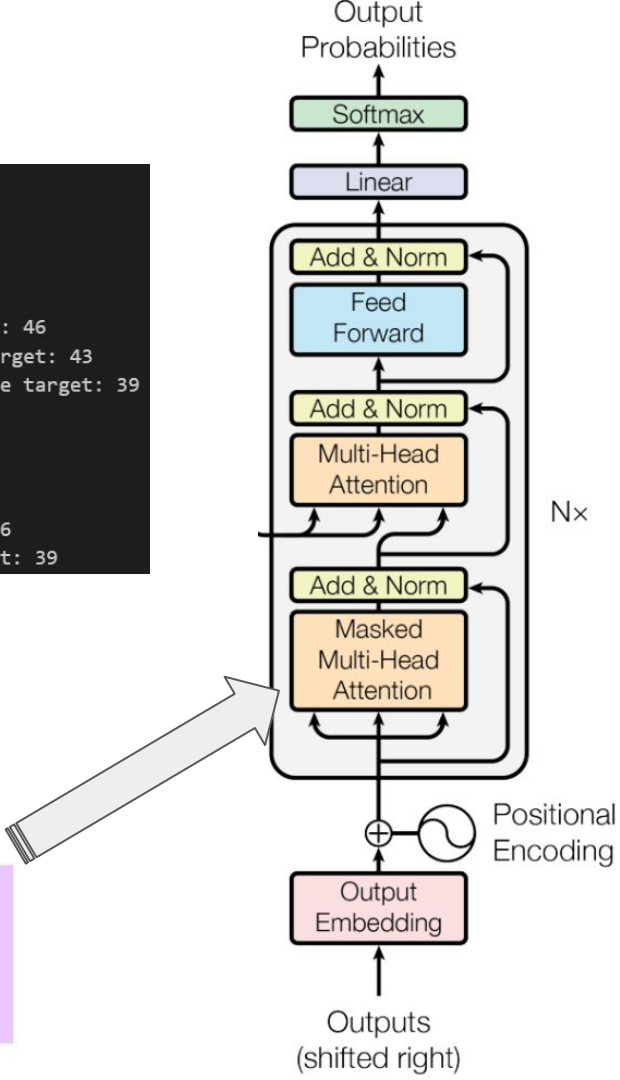 Output
Probabilities
Softmax
Linear
Add & Norm
Feed
Forward
Add & Norm
Multi-Head
Attention
N×
Add & Norm
Masked
Multi-Head
Attention
Positional
Encoding
Output
Embedding
Outputs
(shifted right)
: 46
rget: 43
e target: 39
6
t: 39